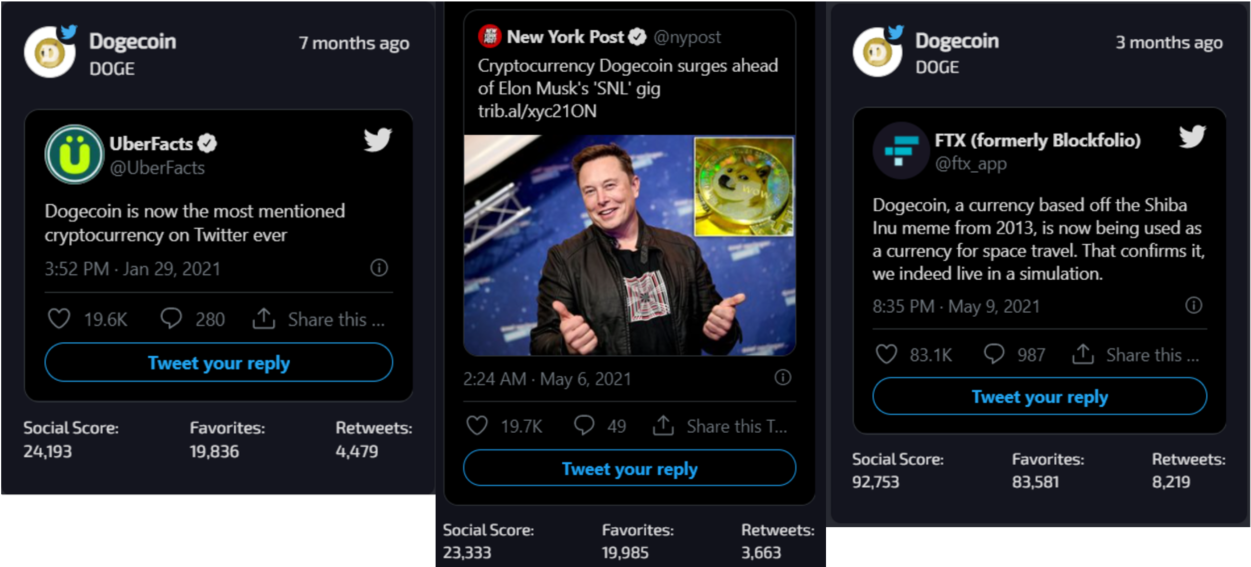 Dogecoin
DOGE
7 months ago
UberFacts
@UberFacts
Dogecoin is now the most mentioned
cryptocurrency on Twitter ever
3:52 PM · Jan 29, 2021
19.6K
280
Share this ...
Tweet your reply
Social Score:
24,193
Favorites:
19,836
Retweets:
4,479
New York Post @nypost
Cryptocurrency Dogecoin surges ahead
of Elon Musk's 'SNL' gig
trib.al/xyc21ON
WOW
2:24 AM · May 6, 2021
19.7K
49
Share this T...
Tweet your reply
Social Score:
23,333
Favorites:
19,985
Retweets:
3,663
Dogecoin
DOGE
3 months ago
FTX (formerly Blockfolio)
@ftx_app
Dogecoin, a currency based off the Shiba
Inu meme from 2013, is now being used as
a currency for space travel. That confirms it,
we indeed live in a simulation.
8:35 PM · May 9, 2021
83.1K
987
Share this ...
Tweet your reply
Social Score:
92,753
Favorites:
83,581
Retweets:
8,219